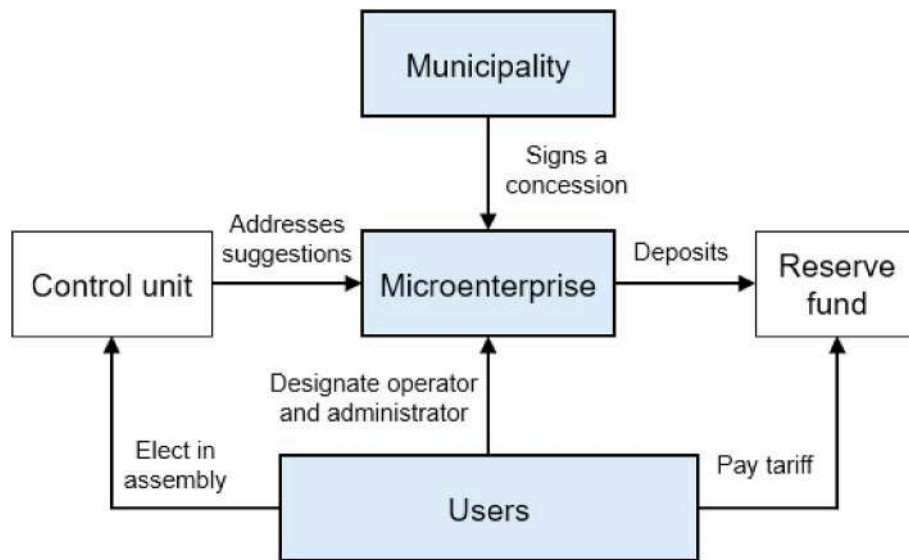 Municipality
Signs a
concession
Addresses
suggestions
Control unit
Microenterprise
Deposits
Reserve
fund
Designate operator
and administrator
Elect in
assembly
Users
Pay tariff